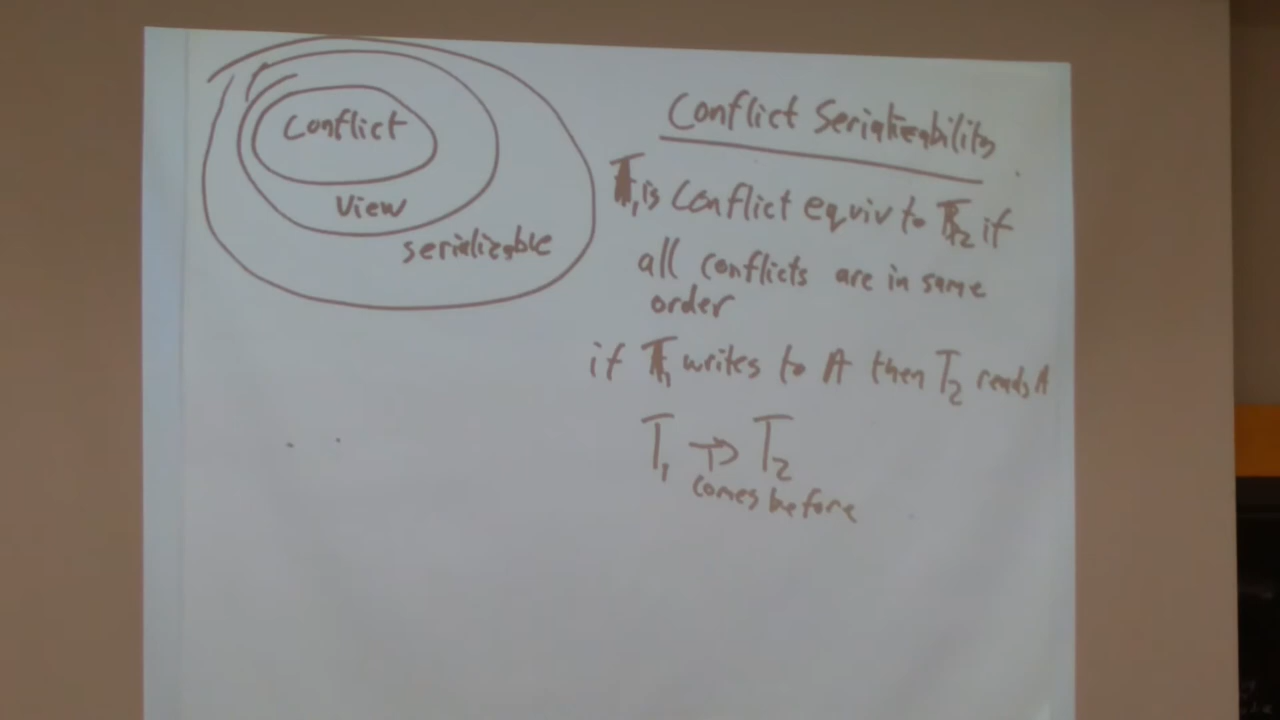 Conflict
View
serializable
Conflict Serializability
T1 is Conflict equiv to T2 if
all conflicts are in same
order
if T1 writes to A then T2 reads A
T1 → T2
comes before